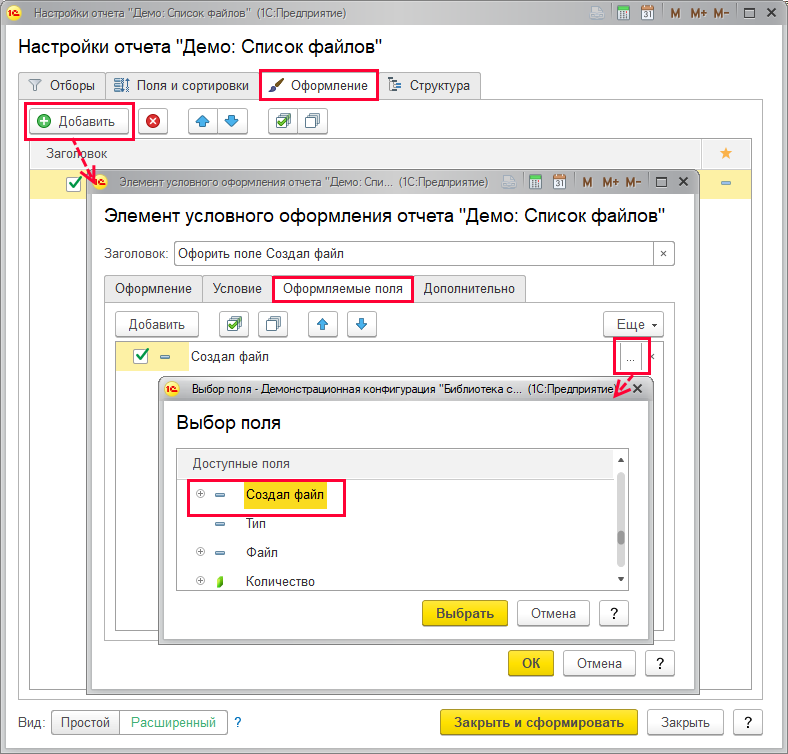 Настройки отчета "Демо: Список файлов" (1С:Предприятие)
M M+ M-
Настройки отчета "Демо: Список файлов"
Отборы Поля и сортировки Оформление Структура
Добавить
Заголовок
Элемент условного оформления отчета "Демо: Спи... (1С:Предприятие)
M M+ M-
Элемент условного оформления отчета "Демо: Список файлов"
Заголовок: Офорить поле Создал файл ×
Оформление Условие Оформляемые поля Дополнительно
Добавить Еще
Создал файл ...
Выбор поля - Демонстрационная конфигурация "Библиотека с... (1С:Предприятие)
Выбор поля
Доступные поля
Создал файл
Тип
Файл
Количество
Выбрать Отмена ?
ОК Отмена ?
Вид: Простой Расширенный ? Закрыть и сформировать Закрыть ?